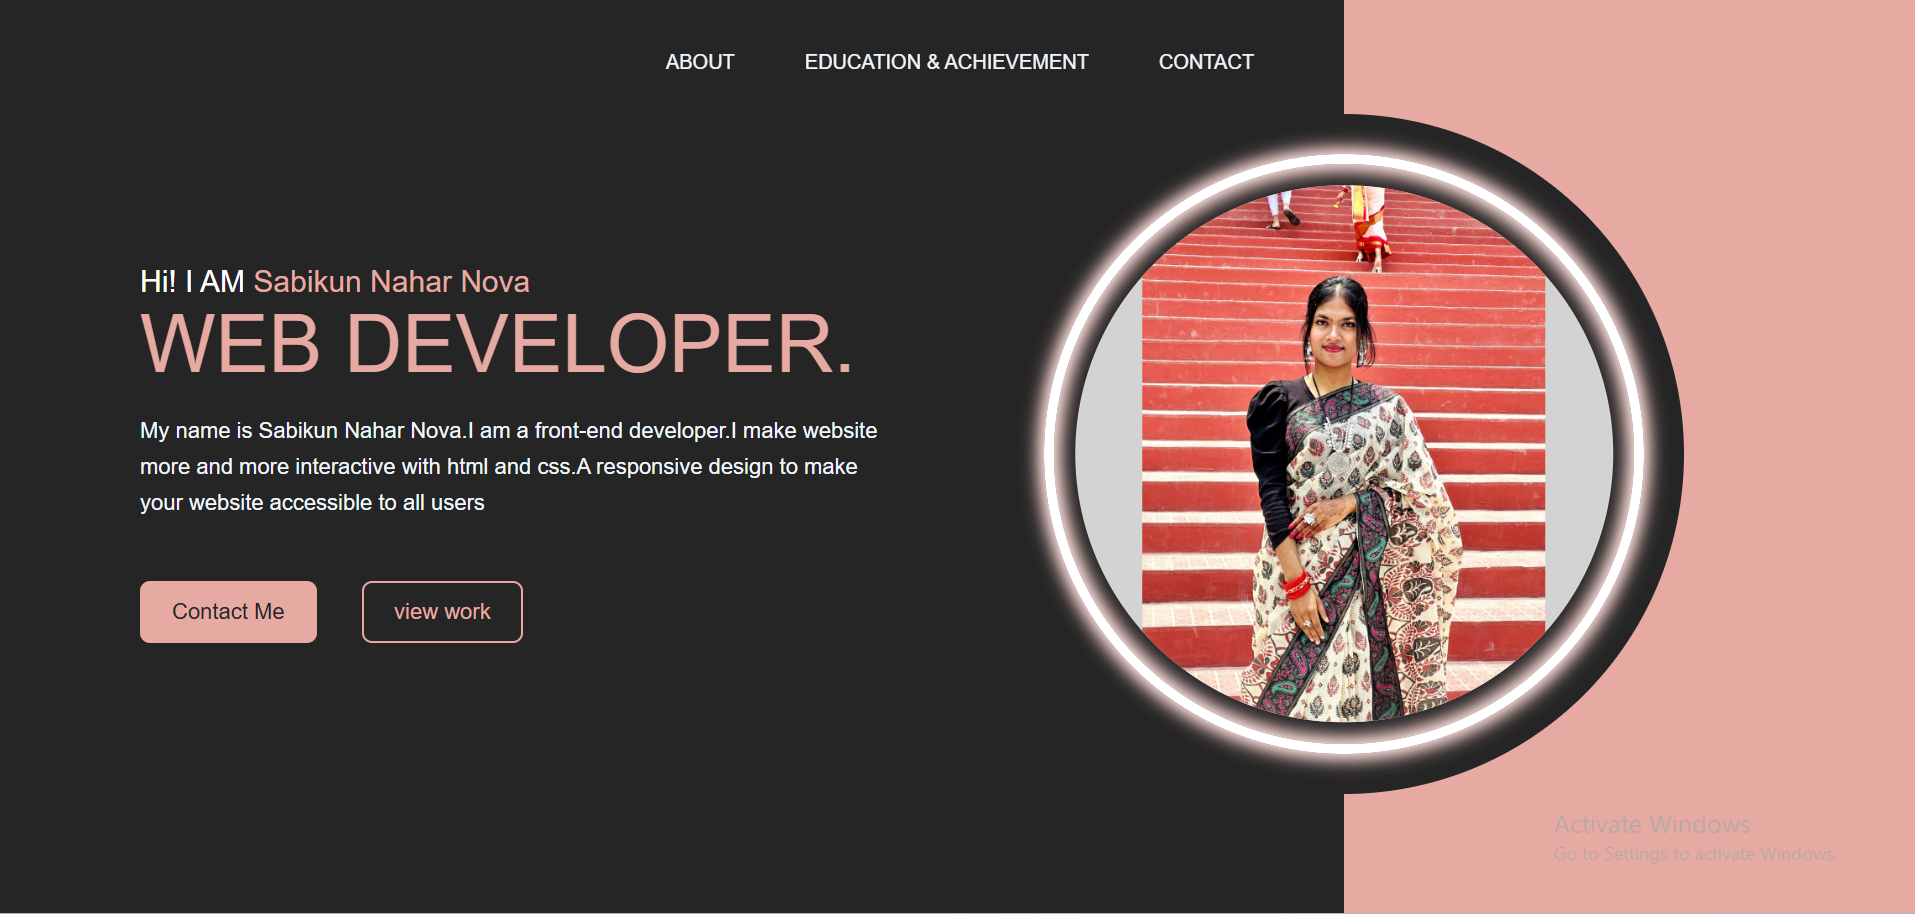 ABOUT EDUCATION & ACHIEVEMENT CONTACT
Hi! I AM Sabikun Nahar Nova
WEB DEVELOPER.
My name is Sabikun Nahar Nova.I am a front-end developer.I make website
more and more interactive with html and css.A responsive design to make
your website accessible to all users
Contact Me view work
Activate Windows
Go to Settings to activate Windows.